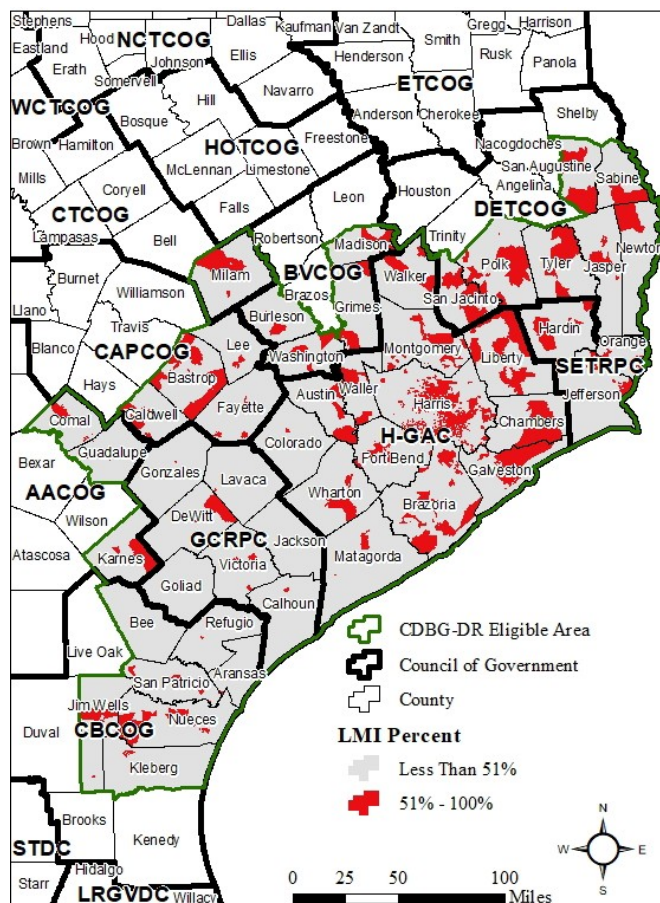 Stephens
Hood
NCTCOG
Dallas
Kaufman
Van Zandt
Gregg
Harrison
Eastland
Erath
Somervell
Johnson
Ellis
Henderson
Smith
Rusk
Panola
ETCOG
WCTCOG
Bosque
Hill
Navarro
Anderson
Cherokee
Shelby
Brown
Hamilton
HOTCOG
Freestone
Nacogdoches
McLennan
Limestone
San Augustine
Mills
Coryell
Leon
Houston
Angelina
Sabine
CTCOG
Falls
DETCOG
Lampasas
Bell
Robertson
Madison
Trinity
Newton
Burnet
Milam
BVCOG
Walker
Polk
Tyler
Jasper
Williamson
Brazos
Grimes
San Jacinto
Llano
Burleson
Travis
Lee
Washington
Montgomery
Liberty
Hardin
Blanco
CAPCOG
Orange
SETRPC
Hays
Bastrop
Austin
Waller
Harris
Jefferson
Caldwell
Fayette
Chambers
Comal
Colorado
H-GAC
Guadalupe
Fort Bend
Bexar
Gonzales
Galveston
Lavaca
AACOG
Wharton
Brazoria
Wilson
DeWitt
GCRPC
Jackson
Atascosa
Karnes
Victoria
Matagorda
Goliad
Calhoun
Bee
Refugio
Live Oak
Aransas
San Patricio
Jim Wells
Nueces
Duval
CBCOG
Kleberg
Brooks
Kenedy
STDC
Hidalgo
Starr
LRGVDC
Willacy
CDBG-DR Eligible Area
Council of Government
County
LMI Percent
Less Than 51%
51% - 100%
N
W
E
S
0 25 50 100
Miles